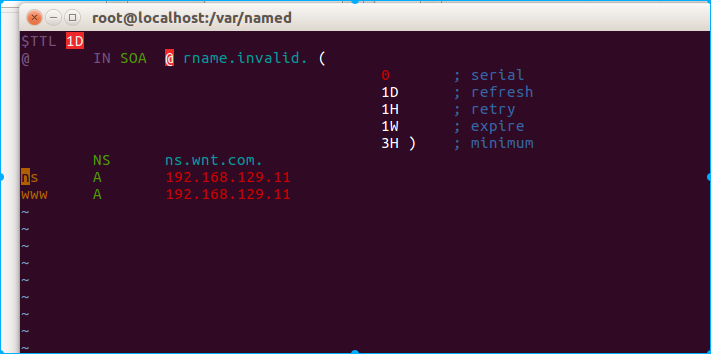 root@localhost:/var/named
$TTL 1D
@ IN SOA @ rname.invalid. (
0 ; serial
1D ; refresh
1H ; retry
1W ; expire
3H ) ; minimum
NS ns.wnt.com.
ns A 192.168.129.11
www A 192.168.129.11
~
~
~
~
~
~
~
~
~